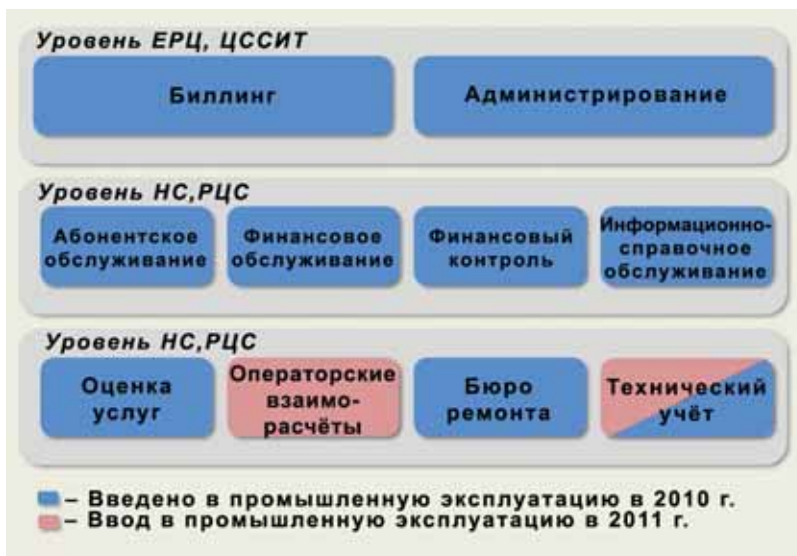 Уровень ЕРЦ, ЦССИТ
Биллинг
Администрирование
Уровень НС,РЦС
Абонентское
обслуживание
Финансовое
обслуживание
Финансовый
контроль
Информационно-
справочное
обслуживание
Уровень НС,РЦС
Оценка
услуг
Операторские
взаимо-
расчёты
Бюро
ремонта
Технический
учёт
– Введено в промышленную эксплуатацию в 2010 г.
– Ввод в промышленную эксплуатацию в 2011 г.